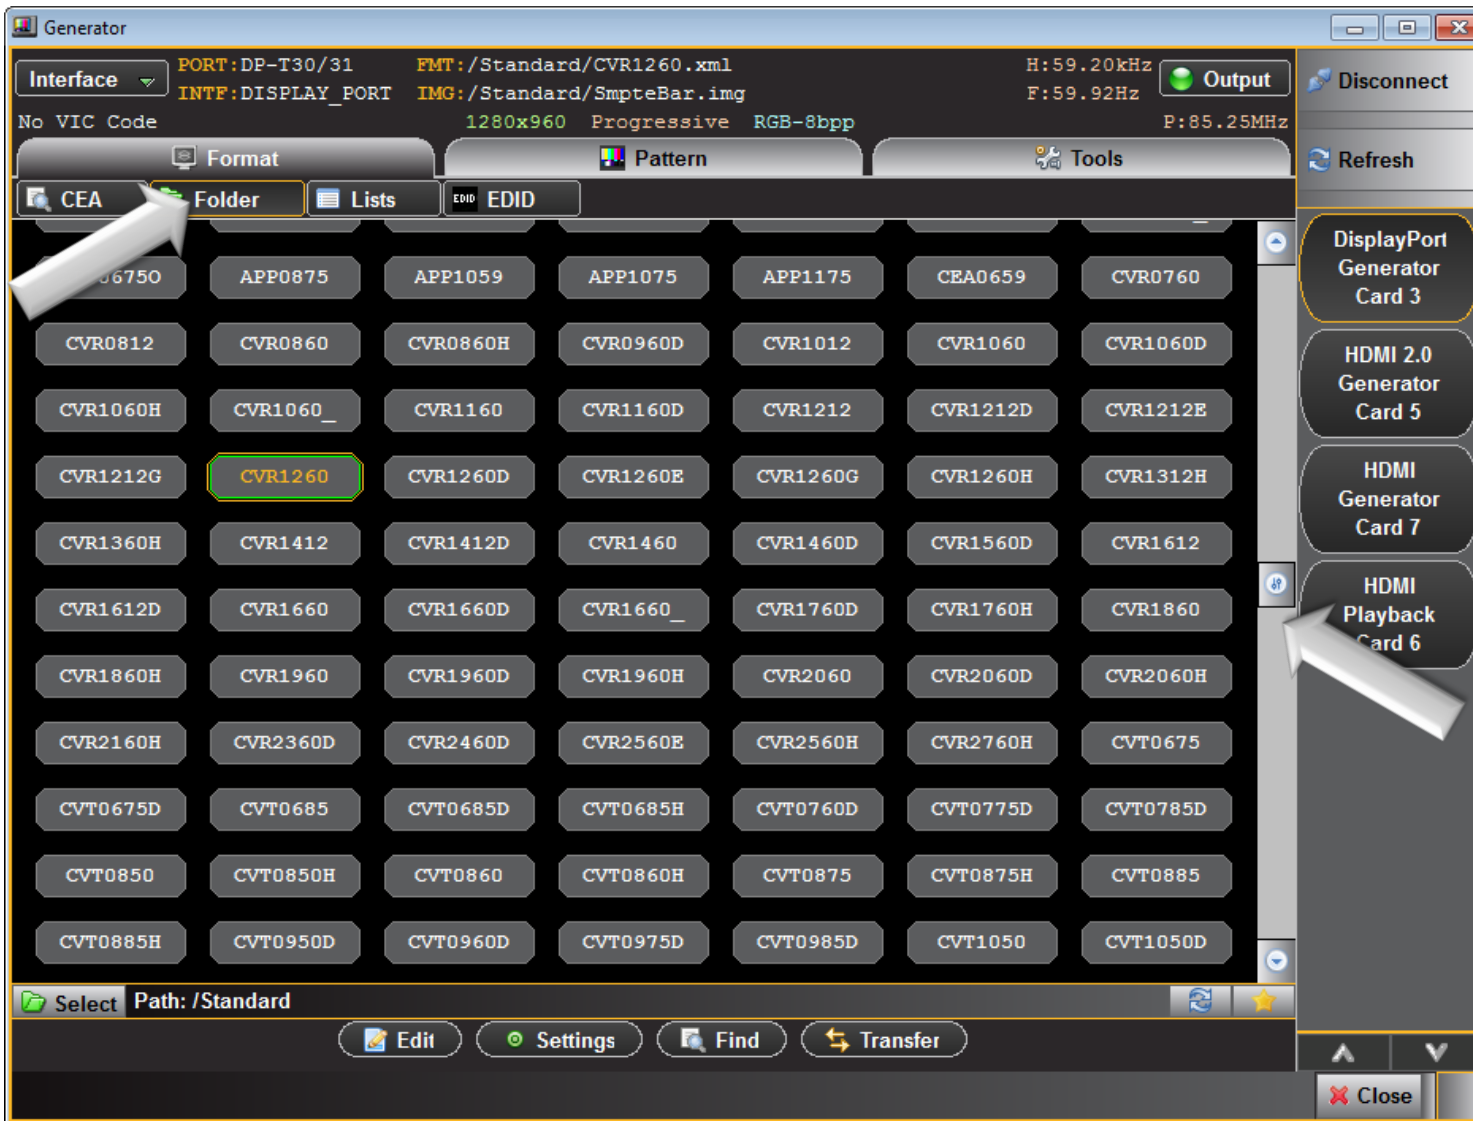 Generator
Interface PORT:DP-T30/31 FMT:/Standard/CVR1260.xml H:59.20kHz Output Disconnect
INTF:DISPLAY_PORT IMG:/Standard/SmpteBar.img F:59.92Hz
No VIC Code 1280x960 Progressive RGB-8bpp P:85.25MHz
Format Pattern Tools Refresh
CEA Folder Lists EDID EDID
DisplayPort
Generator
Card 3
HDMI 2.0
Generator
Card 5
HDMI
Generator
Card 7
HDMI
Playback
Card 6
APP0875 APP1059 APP1075 APP1175 CEA0659 CVR0760
CVR0812 CVR0860 CVR0860H CVR0960D CVR1012 CVR1060 CVR1060D
CVR1060H CVR1060_ CVR1160 CVR1160D CVR1212 CVR1212D CVR1212E
CVR1212G CVR1260 CVR1260D CVR1260E CVR1260G CVR1260H CVR1312H
CVR1360H CVR1412 CVR1412D CVR1460 CVR1460D CVR1560D CVR1612
CVR1612D CVR1660 CVR1660D CVR1660_ CVR1760D CVR1760H CVR1860
CVR1860H CVR1960 CVR1960D CVR1960H CVR2060 CVR2060D CVR2060H
CVR2160H CVR2360D CVR2460D CVR2560E CVR2560H CVR2760H CVT0675
CVT0675D CVT0685 CVT0685D CVT0685H CVT0760D CVT0775D CVT0785D
CVT0850 CVT0850H CVT0860 CVT0860H CVT0875 CVT0875H CVT0885
CVT0885H CVT0950D CVT0960D CVT0975D CVT0985D CVT1050 CVT1050D
Select Path: /Standard
Edit Settings Find Transfer
Close